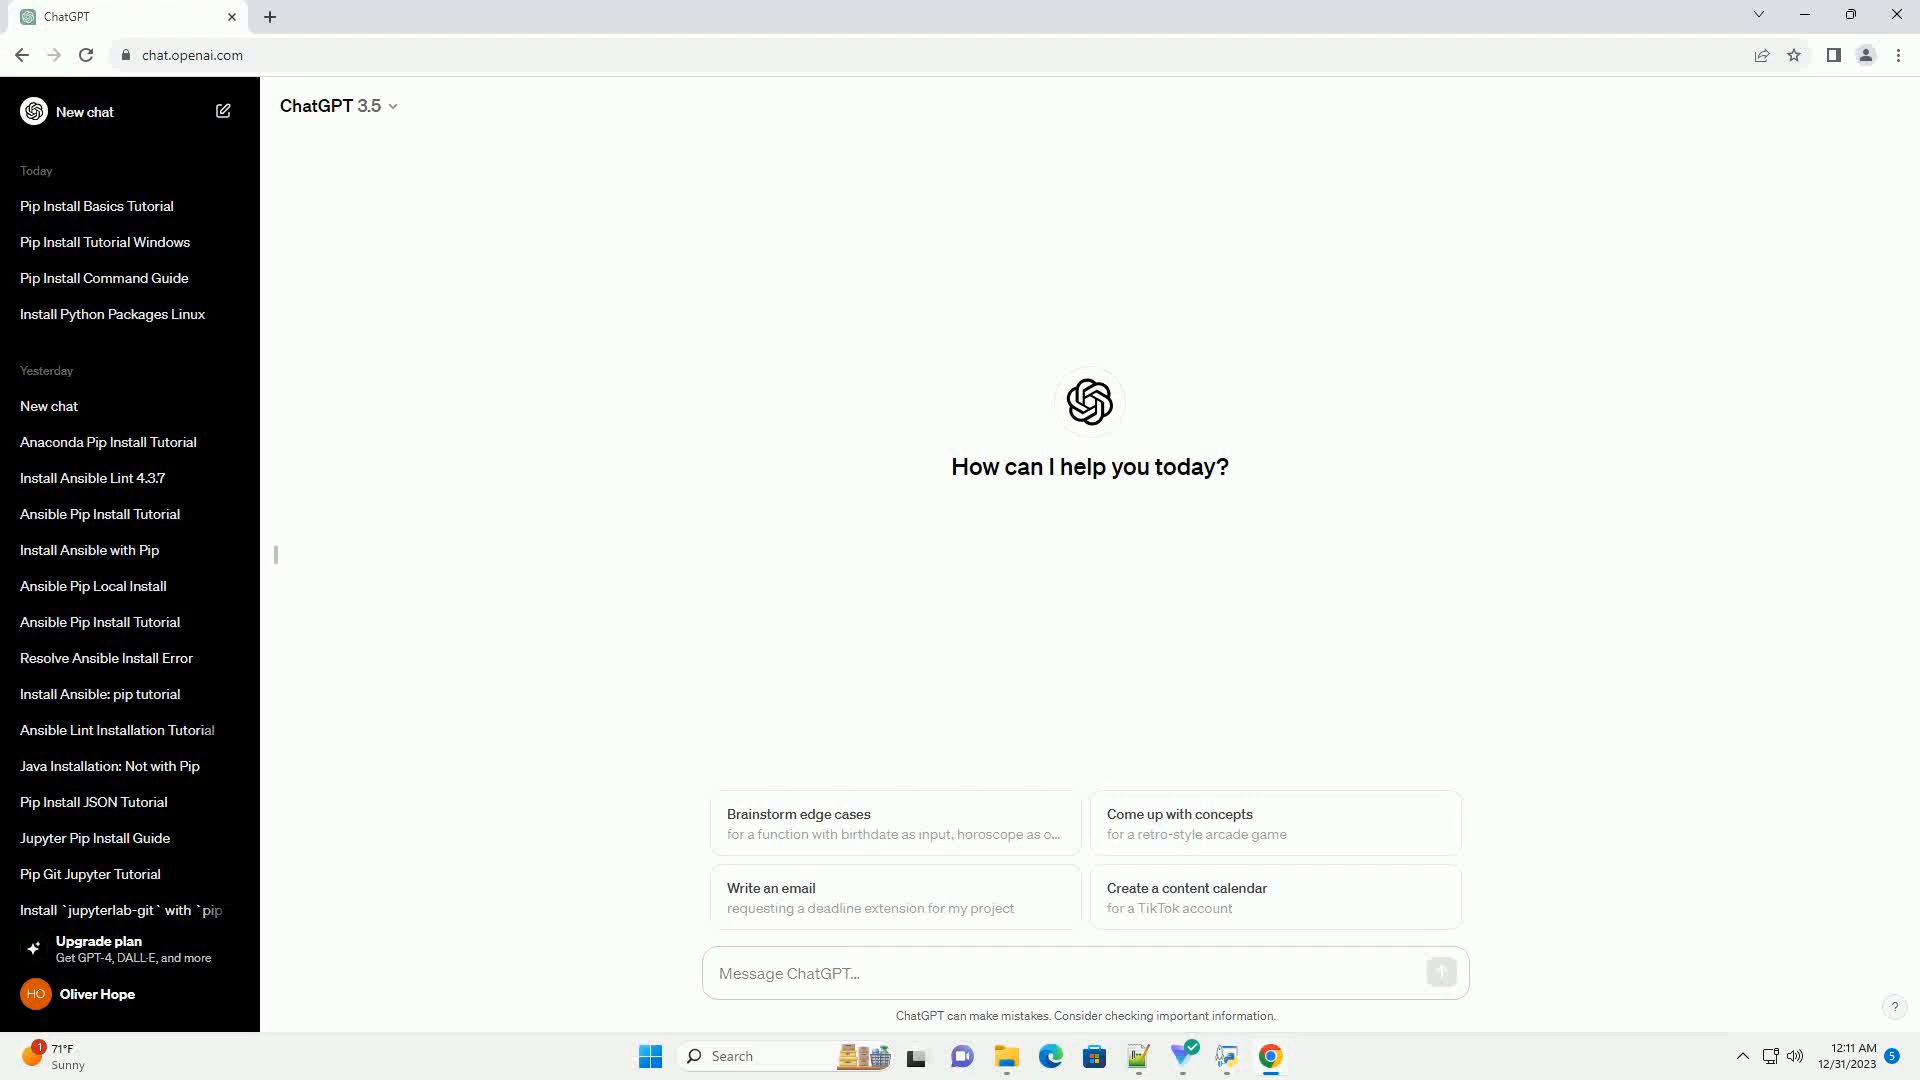 ChatGPT
chat.openai.com
New chat
ChatGPT 3.5
Today
Pip Install Basics Tutorial
Pip Install Tutorial Windows
Pip Install Command Guide
Install Python Packages Linux
Yesterday
New chat
Anaconda Pip Install Tutorial
Install Ansible Lint 4.3.7
Ansible Pip Install Tutorial
Install Ansible with Pip
Ansible Pip Local Install
Ansible Pip Install Tutorial
Resolve Ansible Install Error
Install Ansible: pip tutorial
Ansible Lint Installation Tutorial
Java Installation: Not with Pip
Pip Install JSON Tutorial
Jupyter Pip Install Guide
Pip Git Jupyter Tutorial
Install `jupyterlab-git` with `pip
Upgrade plan
Get GPT-4, DALL·E, and more
HO
Oliver Hope
How can I help you today?
Brainstorm edge cases
for a function with birthdate as input, horoscope as o...
Come up with concepts
for a retro-style arcade game
Write an email
requesting a deadline extension for my project
Create a content calendar
for a TikTok account
Message ChatGPT...
ChatGPT can make mistakes. Consider checking important information.
?
1
71°F
Sunny
Search
12:11 AM
12/31/2023
5